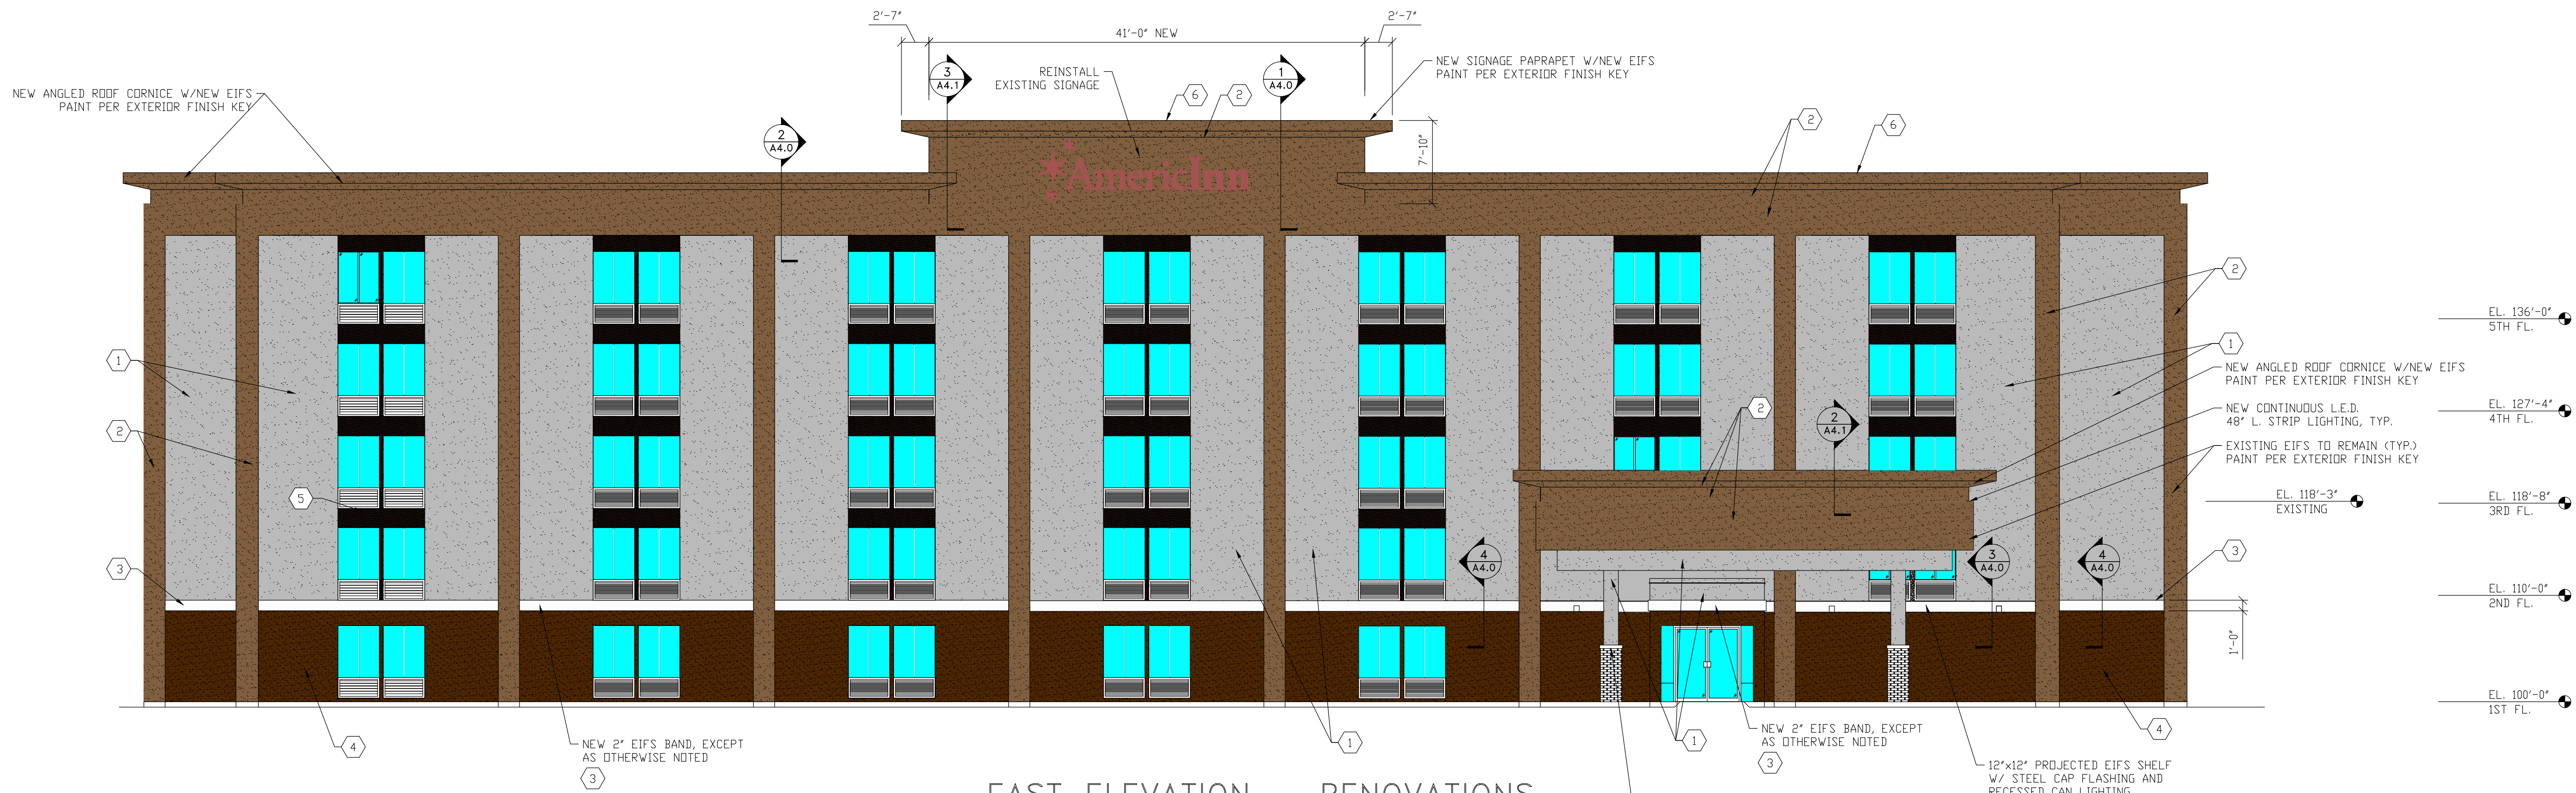 2'-7"
41'-0" NEW
2'-7"
3
A4.1
REINSTALL
EXISTING SIGNAGE
1
A4.0
NEW SIGNAGE PAPRAPET W/NEW EIFS
PAINT PER EXTERIOR FINISH KEY
NEW ANGLED ROOF CORNICE W/NEW EIFS
PAINT PER EXTERIOR FINISH KEY
6
2
2
A4.0
2
6
7'-10"
AmericInn
2
EL. 136'-0"
5TH FL.
1
1
NEW ANGLED ROOF CORNICE W/NEW EIFS
PAINT PER EXTERIOR FINISH KEY
2
2
A4.1
NEW CONTINUOUS L.E.D.
48" L. STRIP LIGHTING, TYP.
EL. 127'-4"
4TH FL.
2
EXISTING EIFS TO REMAIN (TYP.)
PAINT PER EXTERIOR FINISH KEY
5
EL. 118'-3"
EXISTING
EL. 118'-8"
3RD FL.
3
4
A4.0
3
A4.0
4
A4.0
3
EL. 110'-0"
2ND FL.
1'-0"
EL. 100'-0"
1ST FL.
4
NEW 2" EIFS BAND, EXCEPT
AS OTHERWISE NOTED
3
1
1
NEW 2" EIFS BAND, EXCEPT
AS OTHERWISE NOTED
3
4
12"x12" PROJECTED EIFS SHELF
W/ STEEL CAP FLASHING AND
RECESSED CAN LIGHTING
EAST ELEVATION RENOVATIONS